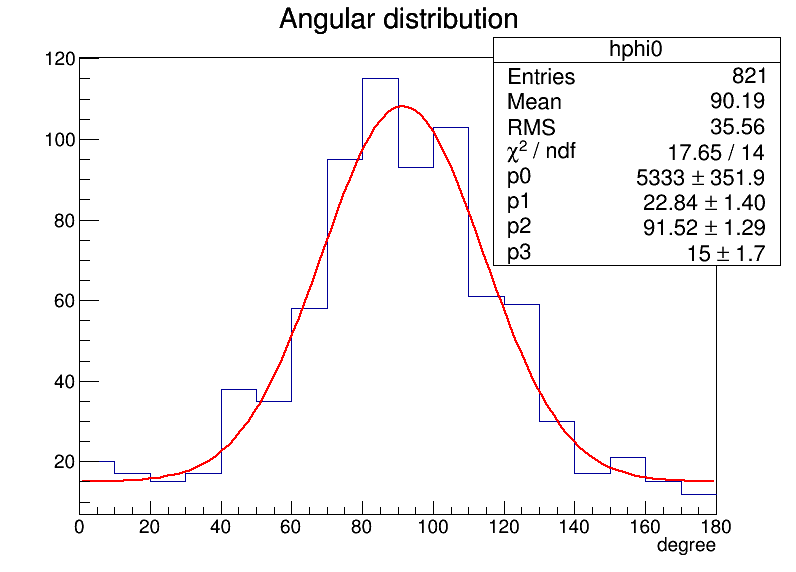 Angular distribution
hphi0
Entries 821
Mean 90.19
RMS 35.56
χ² / ndf 17.65 / 14
p0 5333 ± 351.9
p1 22.84 ± 1.40
p2 91.52 ± 1.29
p3 15 ± 1.7
120
100
80
60
40
20
0 20 40 60 80 100 120 140 160 180
degree